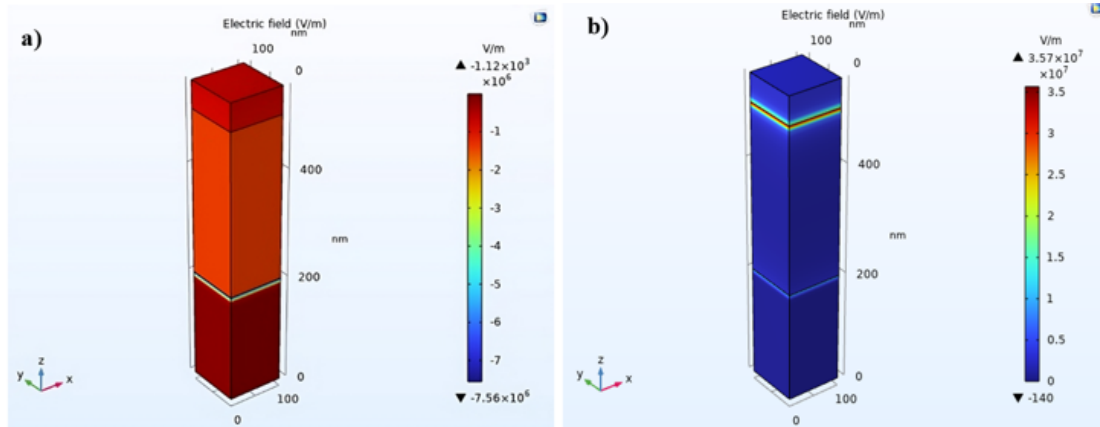 a)
Electric field (V/m)
nm
100
0
V/m
▲ -1.12×10³
×10⁶
-1
-2
-3
-4
-5
-6
-7
▼ -7.56×10⁶
400
nm
200
0
100
0
z
y
x
b)
Electric field (V/m)
nm
100
0
V/m
▲ 3.57×10⁷
×10⁷
3.5
3
2.5
2
1.5
1
0.5
0
▼ -140
400
nm
200
0
100
0
z
y
x